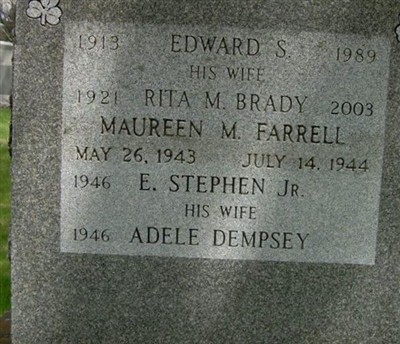 1913 EDWARD S. 1989
HIS WIFE
1921 RITA M. BRADY 2003
MAUREEN M. FARRELL
MAY 26, 1943 JULY 14, 1944
1946 E. STEPHEN JR.
HIS WIFE
1946 ADELE DEMPSEY